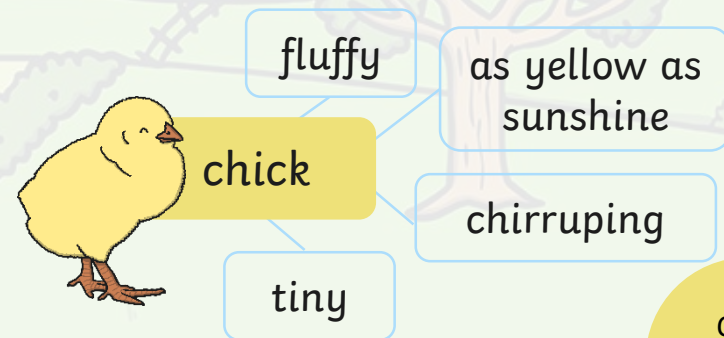 fluffy
as yellow as
sunshine
chick
chirruping
tiny